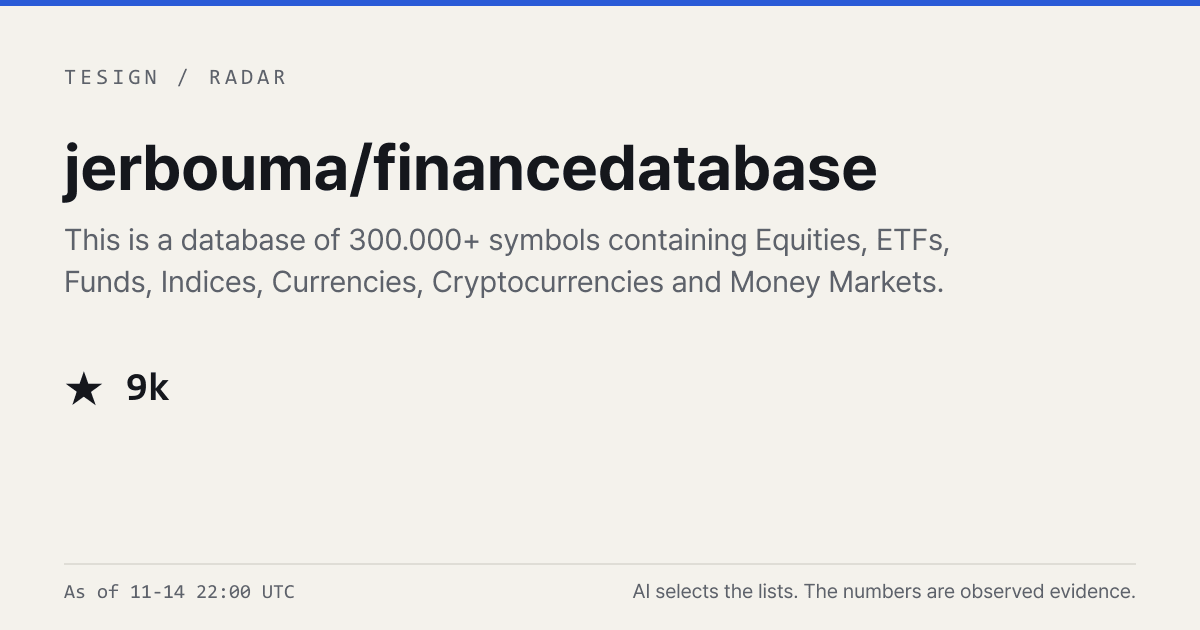 TESIGN / RADAR
jerbouma/financedatabase
This is a database of 300.000+ symbols containing Equities, ETFs,
Funds, Indices, Currencies, Cryptocurrencies and Money Markets.
★ 9k
As of 11-14 22:00 UTC
AI selects the lists. The numbers are observed evidence.